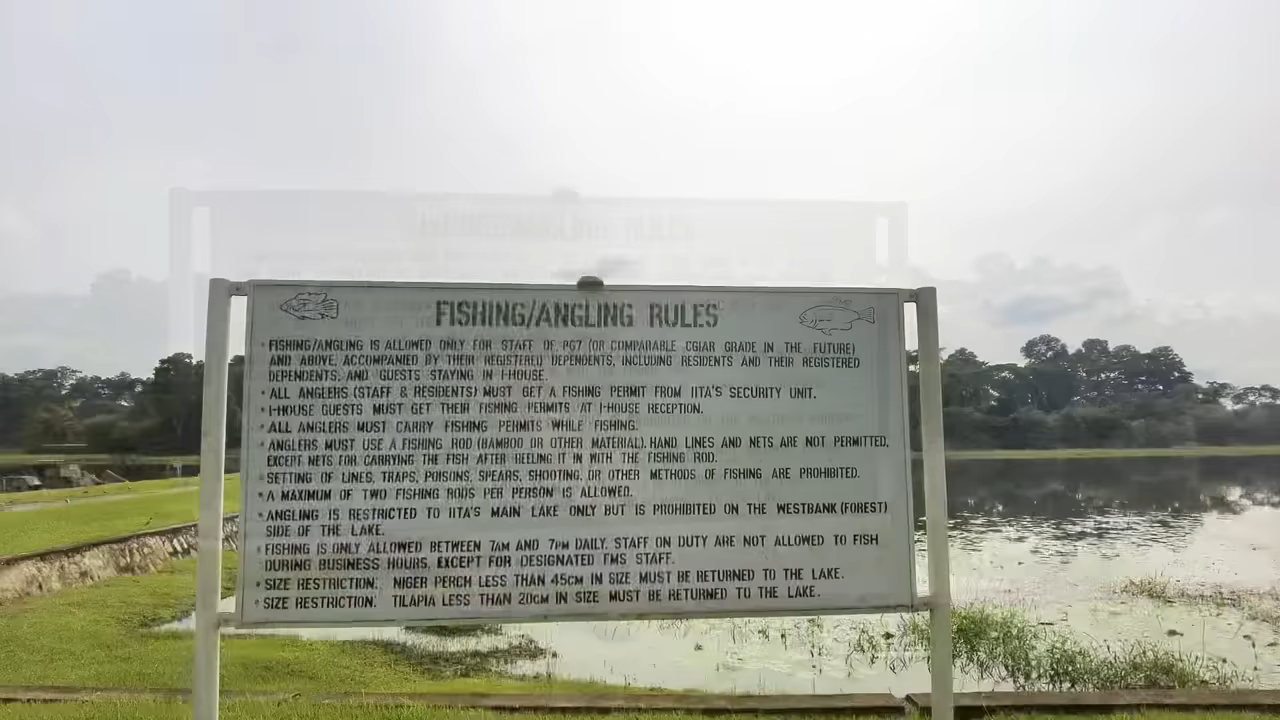 FISHING/ANGLING RULES
• FISHING/ANGLING IS ALLOWED ONLY FOR STAFF OF PG7 (OR COMPARABLE CGIAR GRADE IN THE FUTURE)
AND ABOVE, ACCOMPANIED BY THEIR REGISTERED DEPENDENTS, INCLUDING RESIDENTS AND THEIR REGISTERED
DEPENDENTS, AND GUESTS STAYING IN I-HOUSE.
• ALL ANGLERS (STAFF & RESIDENTS) MUST GET A FISHING PERMIT FROM IITA'S SECURITY UNIT.
• I-HOUSE GUESTS MUST GET THEIR FISHING PERMITS AT I-HOUSE RECEPTION.
• ALL ANGLERS MUST CARRY FISHING PERMITS WHILE FISHING.
• ANGLERS MUST USE A FISHING ROD (BAMBOO OR OTHER MATERIAL). HAND LINES AND NETS ARE NOT PERMITTED,
EXCEPT NETS FOR CARRYING THE FISH AFTER REELING IT IN WITH THE FISHING ROD.
• SETTING OF LINES, TRAPS, POISONS, SPEARS, SHOOTING, OR OTHER METHODS OF FISHING ARE PROHIBITED.
• A MAXIMUM OF TWO FISHING RODS PER PERSON IS ALLOWED.
• ANGLING IS RESTRICTED TO IITA'S MAIN LAKE ONLY BUT IS PROHIBITED ON THE WESTBANK (FOREST)
SIDE OF THE LAKE.
• FISHING IS ONLY ALLOWED BETWEEN 7AM AND 7PM DAILY. STAFF ON DUTY ARE NOT ALLOWED TO FISH
DURING BUSINESS HOURS, EXCEPT FOR DESIGNATED FMS STAFF.
• SIZE RESTRICTION: NIGER PERCH LESS THAN 45CM IN SIZE MUST BE RETURNED TO THE LAKE.
• SIZE RESTRICTION: TILAPIA LESS THAN 20CM IN SIZE MUST BE RETURNED TO THE LAKE.